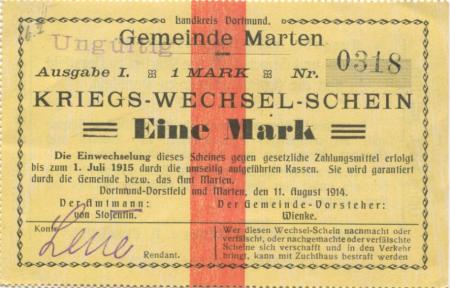 Landkreis Dortmund.
Gemeinde Marten
Ungültig
Ausgabe I. 1 MARK Nr. 0318
KRIEGS-WECHSEL-SCHEIN
Eine Mark
Die Einwechselung dieses Scheines gegen gesetzliche Zahlungsmittel erfolgt
bis zum 1. Juli 1915 durch die umseitig aufgeführten Kassen. Sie wird garantiert
durch die Gemeinde bezw. das Amt Marten.
Dortmund-Dorstfeld und Marten, den 11. August 1914.
Der Amtmann: Der Gemeinde-Vorsteher:
von Stojentin. Wienke.
Rendant.
Wer diesen Wechsel-Schein nachmacht oder
verfälscht, oder nachgemachte oder verfälschte
Scheine sich verschafft und in den Verkehr
bringt, kann mit Zuchthaus bestraft werden